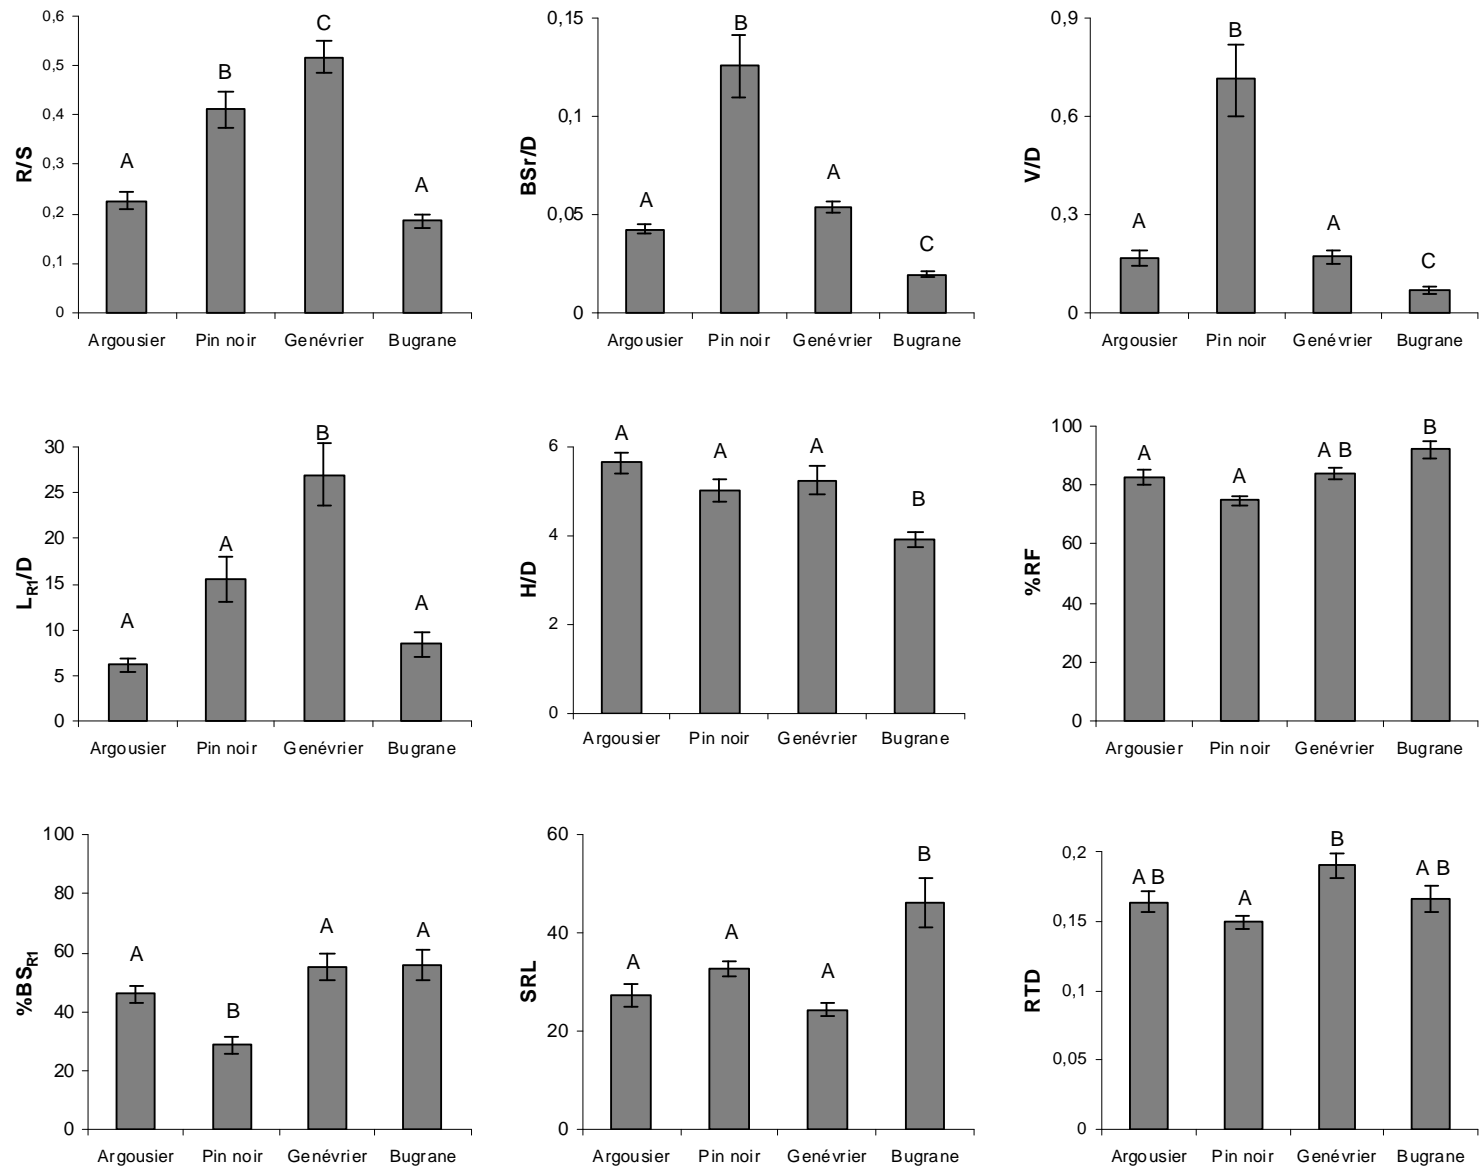 R/S
0,6
0,5
0,4
0,3
0,2
0,1
0
A
B
C
A
Argousier Pin noir Genévrier Bugrane
BSr/D
0,15
0,1
0,05
0
A
B
A
C
Argousier Pin noir Genévrier Bugrane
V/D
0,9
0,6
0,3
0
A
B
A
C
Argousier Pin noir Genévrier Bugrane
LR1/D
30
25
20
15
10
5
0
A
A
B
A
Argousier Pin noir Genévrier Bugrane
H/D
6
4
2
0
A
A
A
B
Argousier Pin noir Genévrier Bugrane
%RF
100
80
60
40
20
0
A
A
A B
B
Argousier Pin noir Genévrier Bugrane
%BSR1
100
80
60
40
20
0
A
B
A
A
Argousier Pin noir Genévrier Bugrane
SRL
60
40
20
0
A
A
A
B
Argousier Pin noir Genévrier Bugrane
RTD
0,2
0,15
0,1
0,05
0
A B
A
B
A B
Argousier Pin noir Genévrier Bugrane